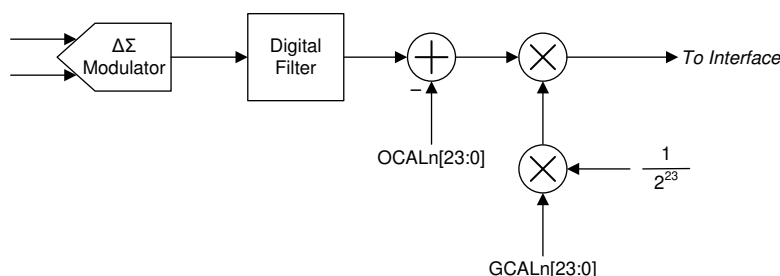 ΔΣ
Modulator
Digital
Filter
To Interface
–
OCALn[23:0]
1
2²³
GCALn[23:0]